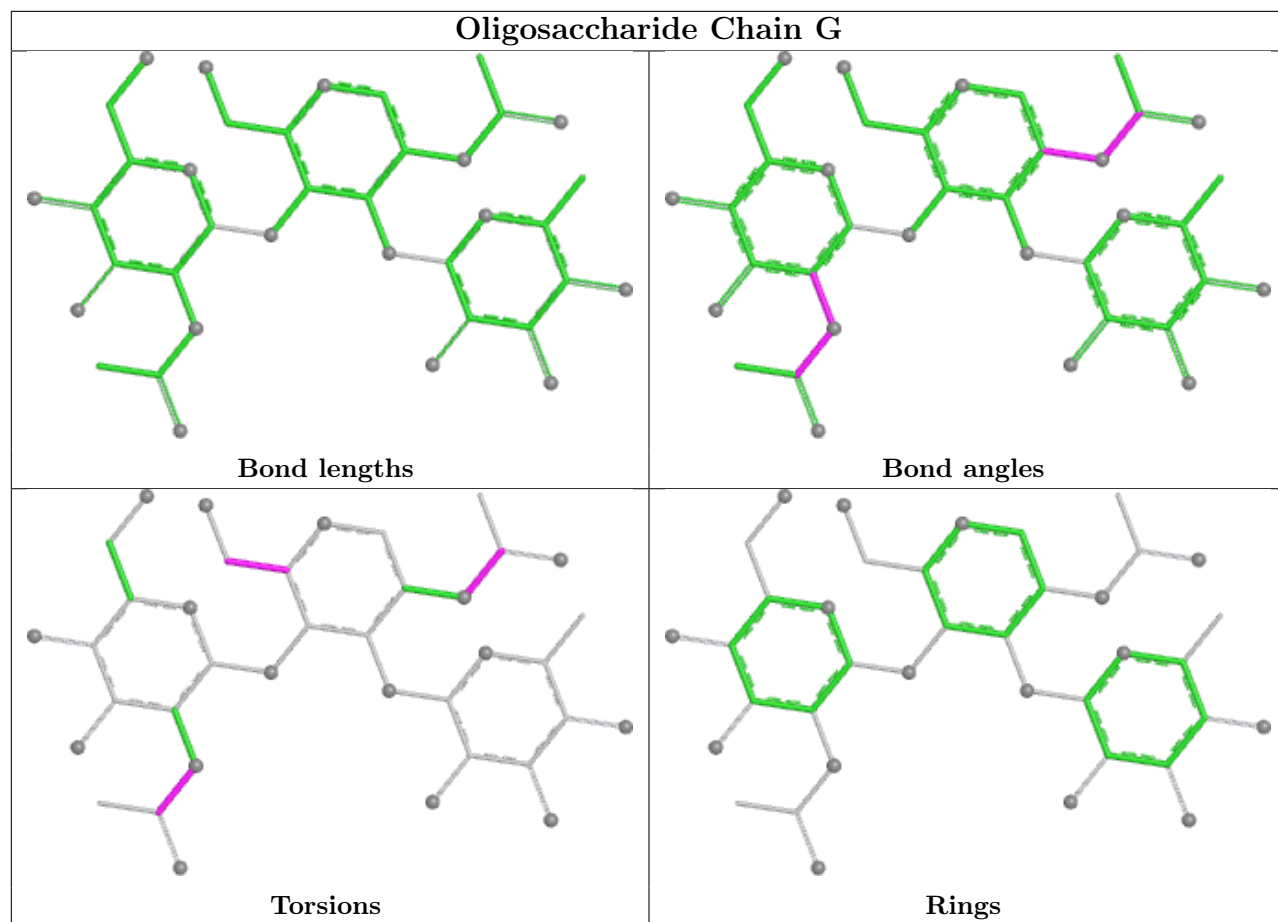 Oligosaccharide Chain G
Bond lengths
Bond angles
Torsions
Rings